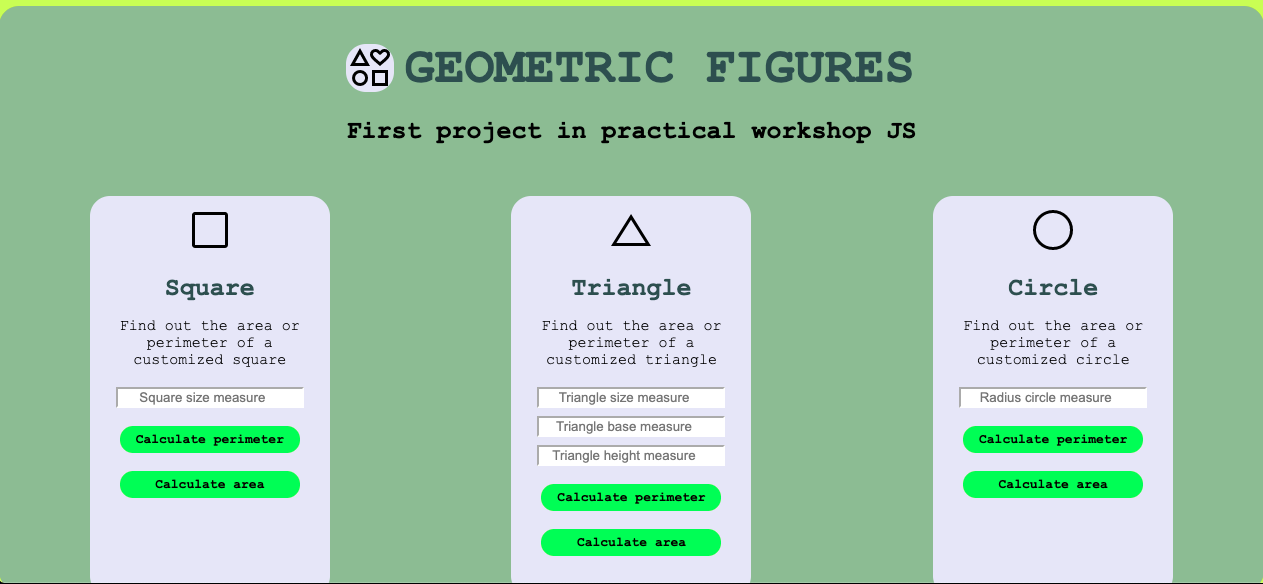 GEOMETRIC FIGURES
First project in practical workshop JS
Square
Find out the area or
perimeter of a
customized square
Square size measure
Calculate perimeter
Calculate area
Triangle
Find out the area or
perimeter of a
customized triangle
Triangle size measure
Triangle base measure
Triangle height measure
Calculate perimeter
Calculate area
Circle
Find out the area or
perimeter of a
customized circle
Radius circle measure
Calculate perimeter
Calculate area